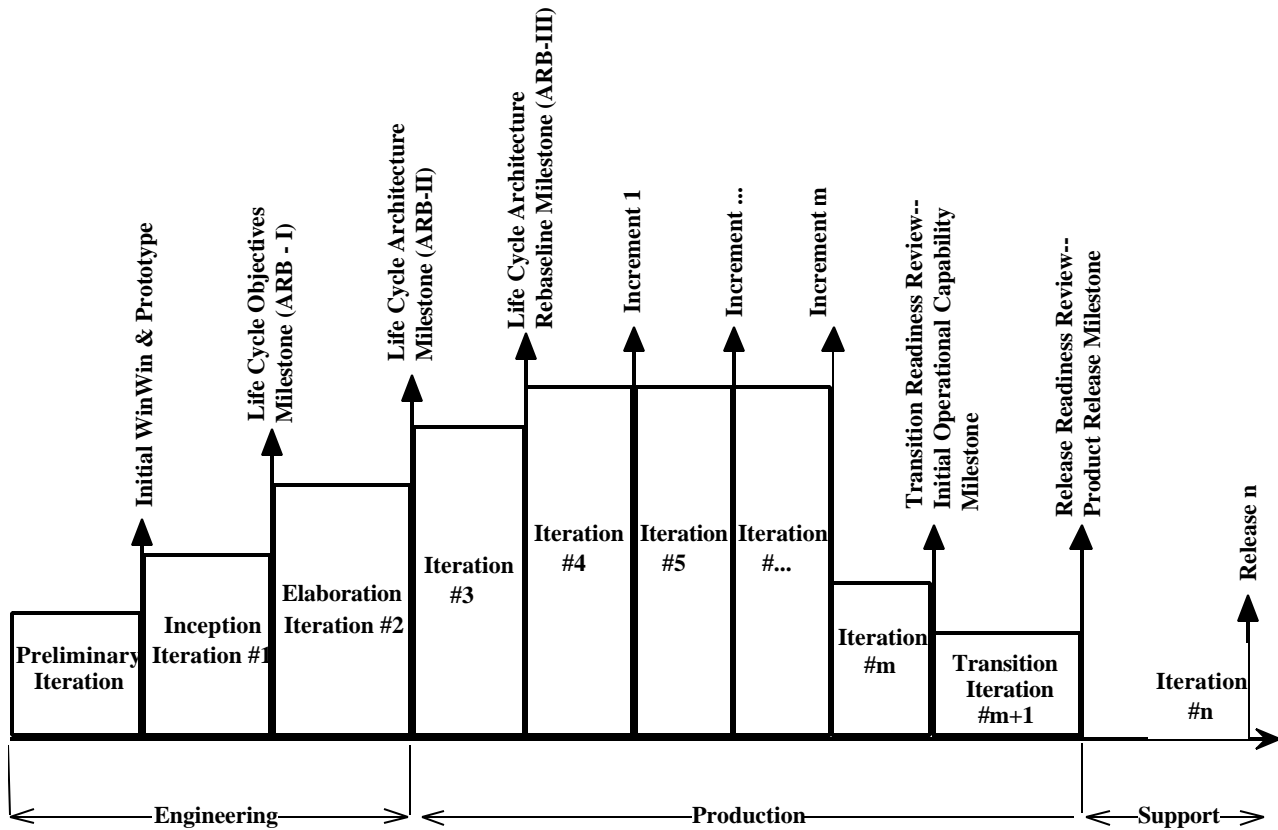 Initial WinWin & Prototype
Life Cycle Objectives
Milestone (ARB - I)
Life Cycle Architecture
Milestone (ARB-II)
Life Cycle Architecture
Rebaseline Milestone (ARB-III)
Increment 1
Increment ...
Increment m
Transition Readiness Review--
Initial Operational Capability
Milestone
Release Readiness Review--
Product Release Milestone
Release n
Preliminary
Iteration
Inception
Iteration #1
Elaboration
Iteration #2
Iteration
#3
Iteration
#4
Iteration
#5
Iteration
#...
Iteration
#m
Transition
Iteration
#m+1
Iteration
#n
Engineering
Production
Support